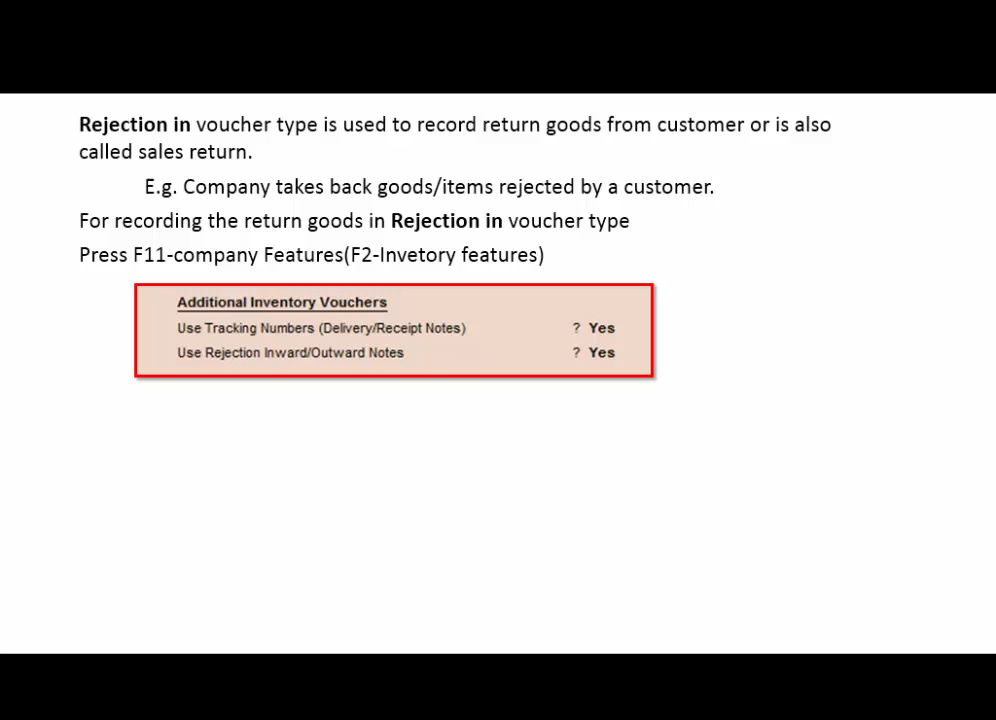 Rejection in voucher type is used to record return goods from customer or is also
called sales return.
E.g. Company takes back goods/items rejected by a customer.
For recording the return goods in Rejection in voucher type
Press F11-company Features(F2-Invetory features)
Additional Inventory Vouchers
Use Tracking Numbers (Delivery/Receipt Notes) ? Yes
Use Rejection Inward/Outward Notes ? Yes